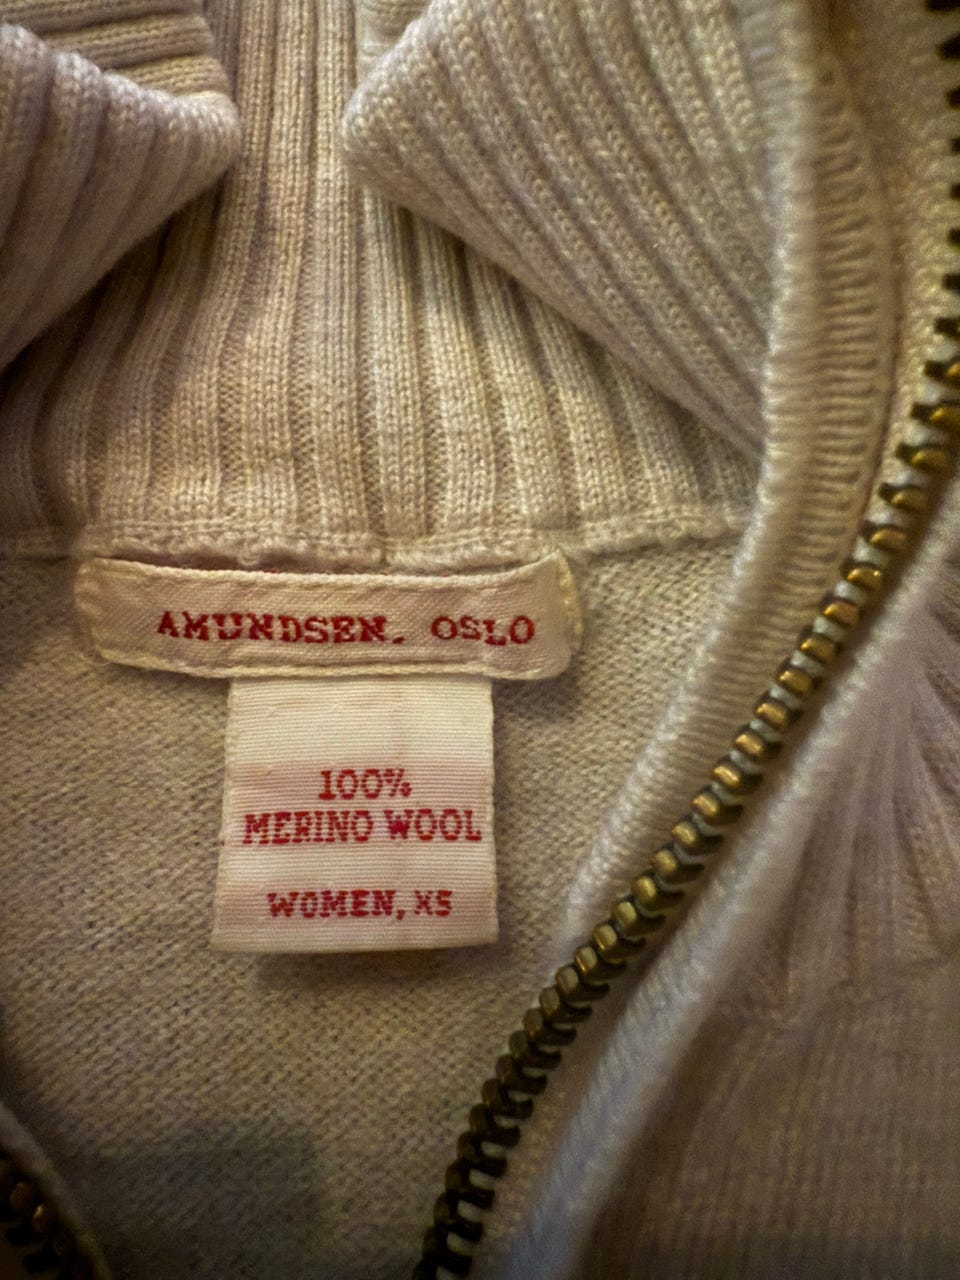 AMUNDSEN. OSLO
100%
MERINO WOOL
WOMEN, XS